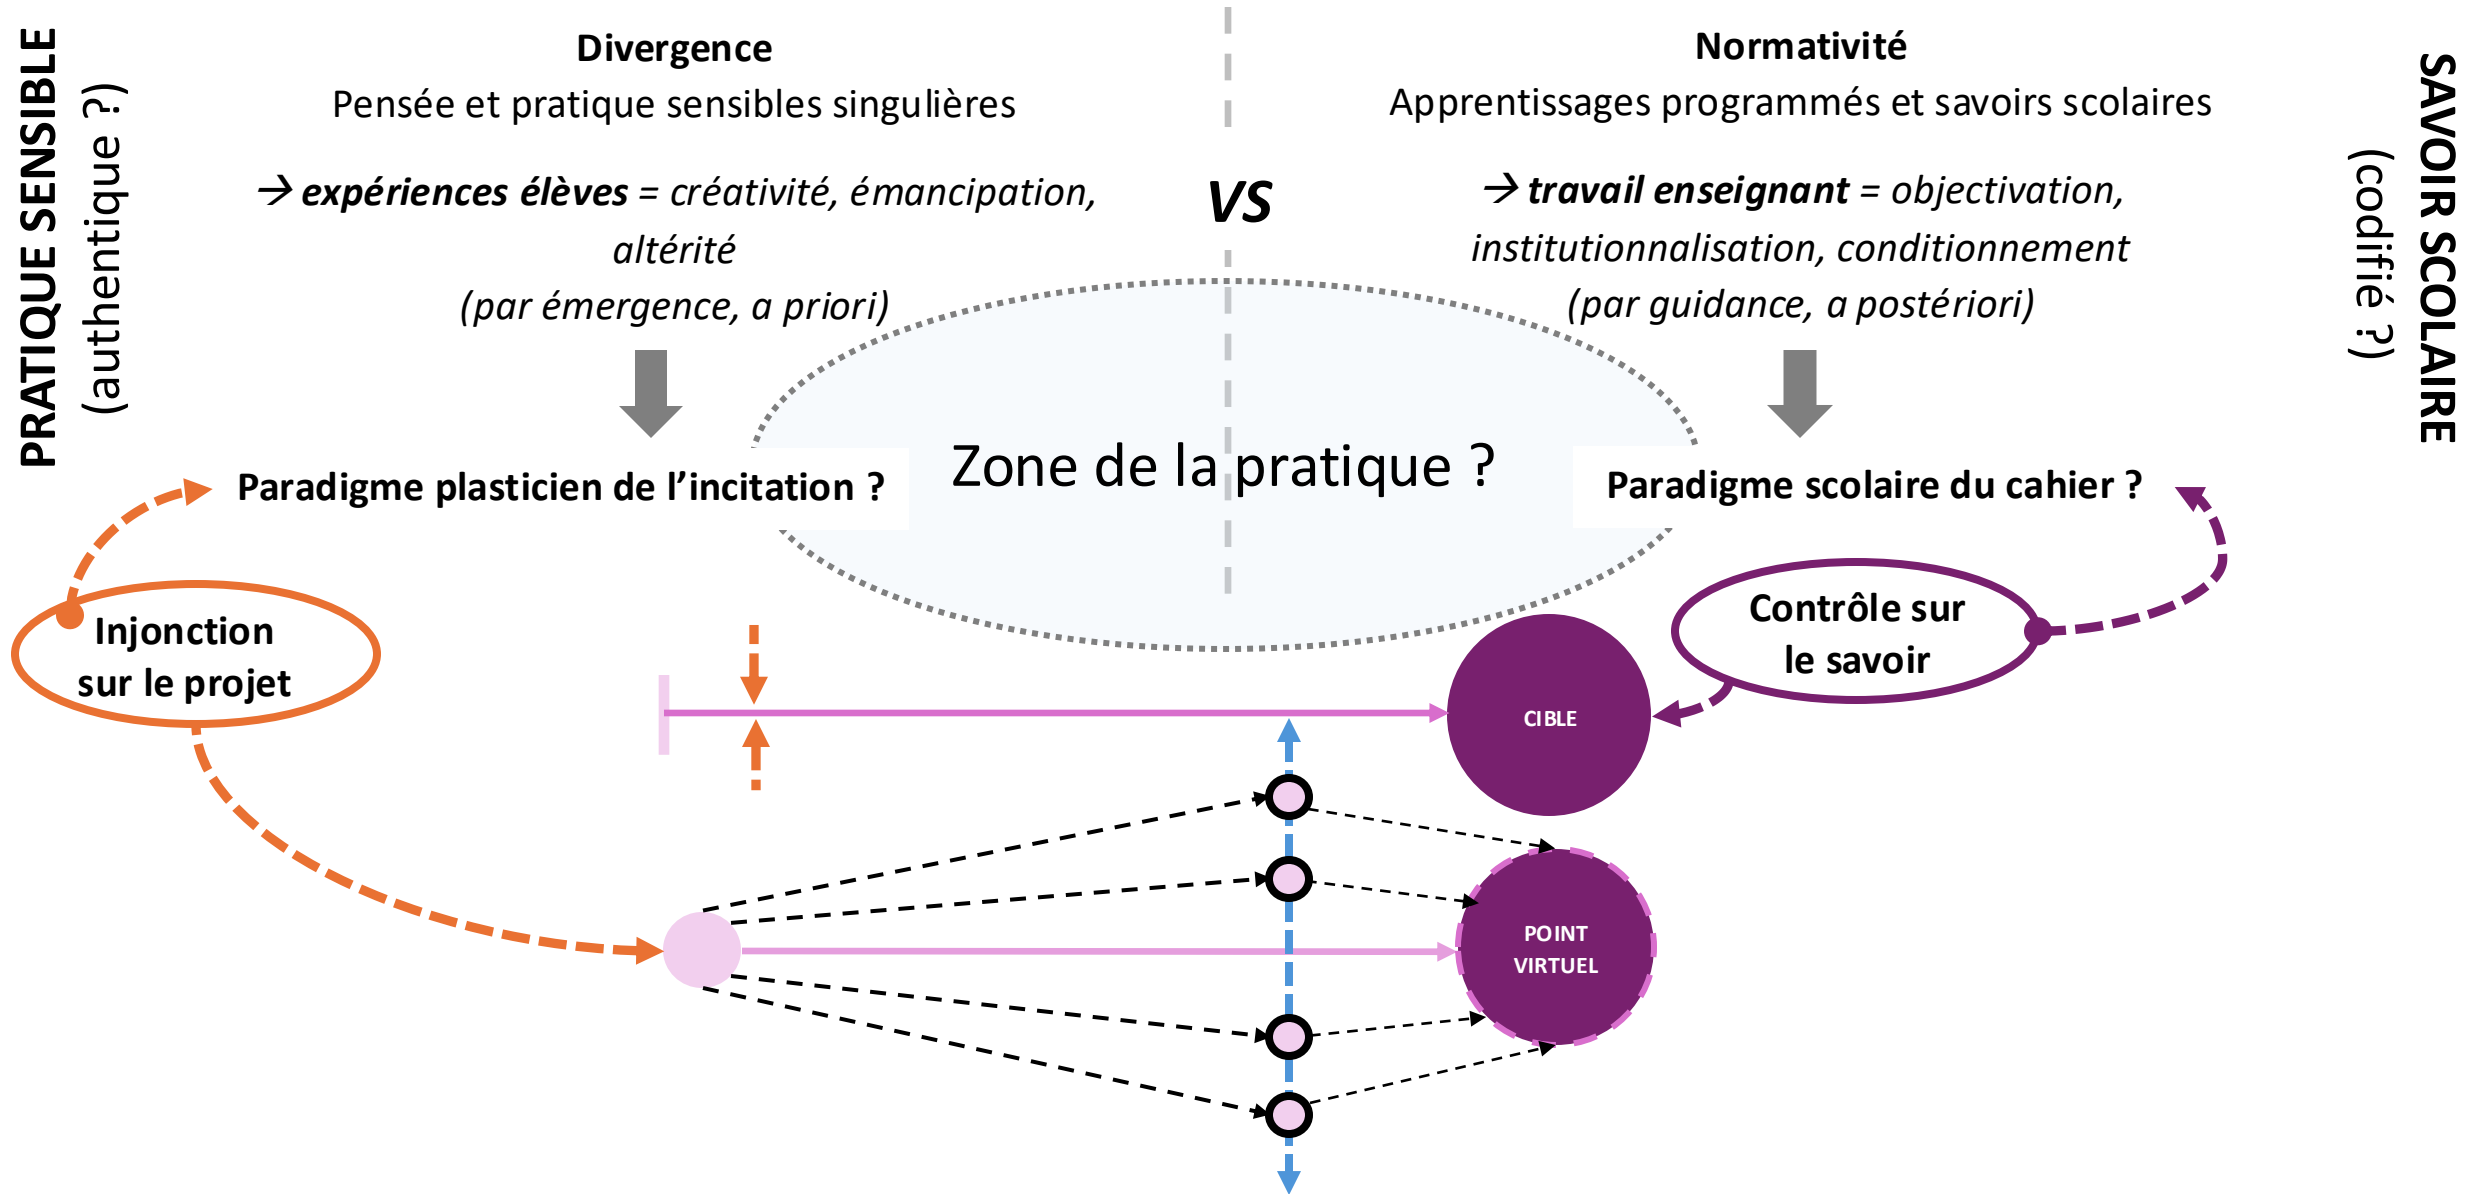 PRATIQUE SENSIBLE
(authentique ?)
Divergence
Pensée et pratique sensibles singulières
→ expériences élèves = créativité, émancipation,
altérité
(par émergence, a priori)
VS
Normativité
Apprentissages programmés et savoirs scolaires
→ travail enseignant = objectivation,
institutionnalisation, conditionnement
(par guidance, a postériori)
SAVOIR SCOLAIRE
(codifié ?)
Paradigme plasticien de l’incitation ?
Zone de la pratique ?
Paradigme scolaire du cahier ?
Injonction
sur le projet
Contrôle sur
le savoir
CIBLE
POINT
VIRTUEL